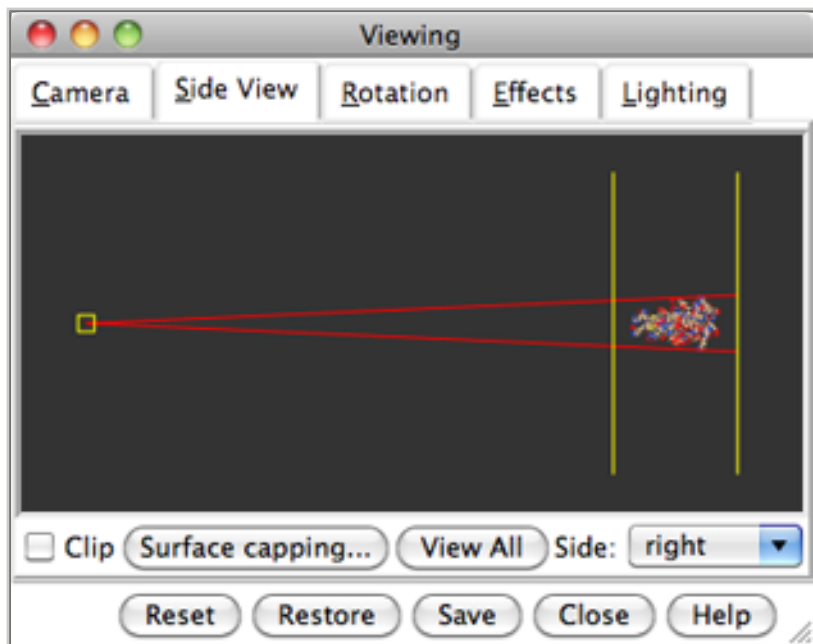 Viewing
Camera Side View Rotation Effects Lighting
Clip Surface capping... View All Side: right
Reset Restore Save Close Help